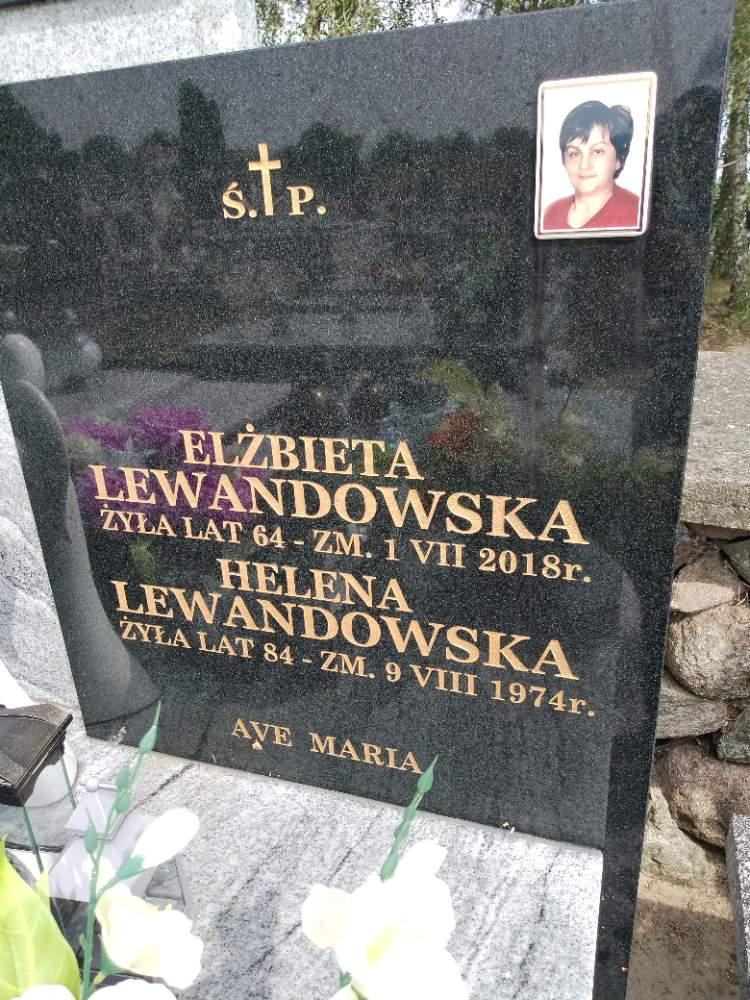 Ś. P.
ELŻBIETA
LEWANDOWSKA
ŻYŁA LAT 64 - ZM. 1 VII 2018r.
HELENA
LEWANDOWSKA
ŻYŁA LAT 84 - ZM. 9 VIII 1974r.
AVE MARIA